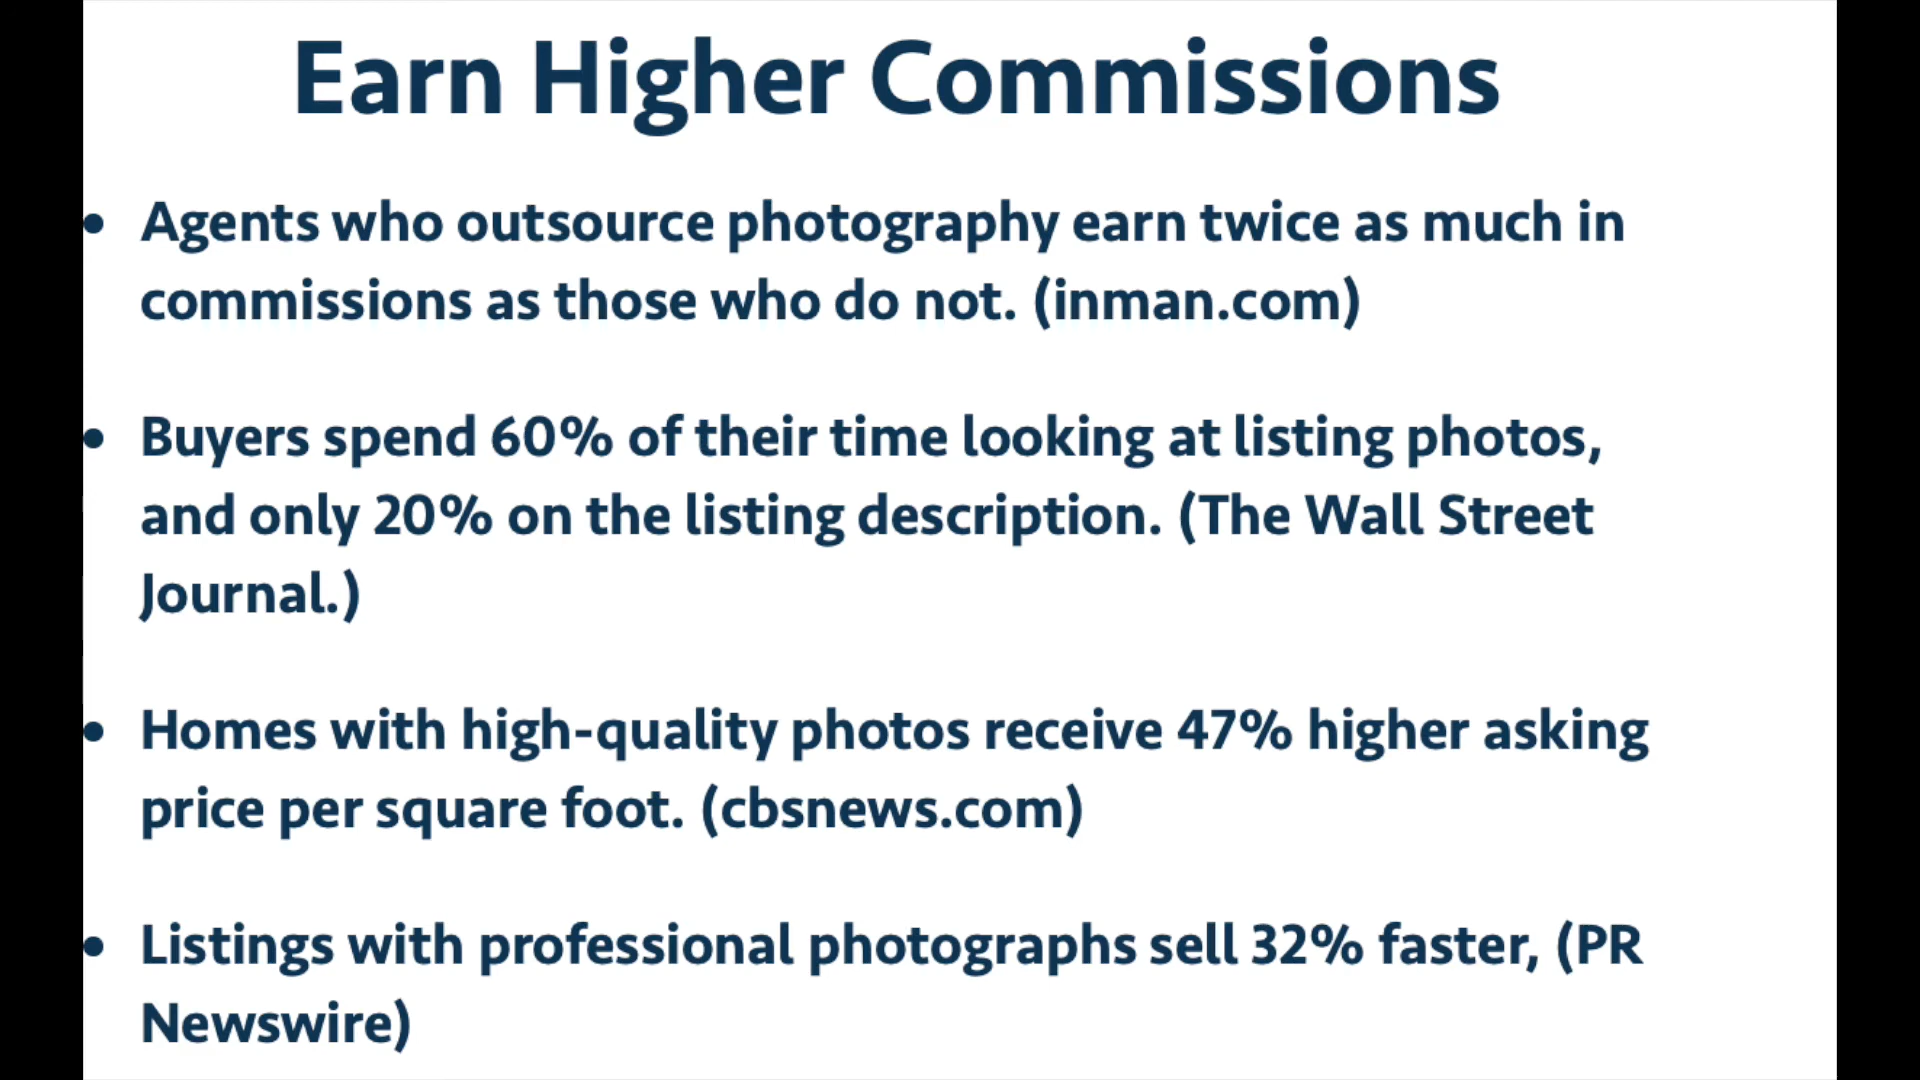 Earn Higher Commissions
• Agents who outsource photography earn twice as much in
commissions as those who do not. (inman.com)
• Buyers spend 60% of their time looking at listing photos,
and only 20% on the listing description. (The Wall Street
Journal.)
• Homes with high-quality photos receive 47% higher asking
price per square foot. (cbsnews.com)
• Listings with professional photographs sell 32% faster, (PR
Newswire)